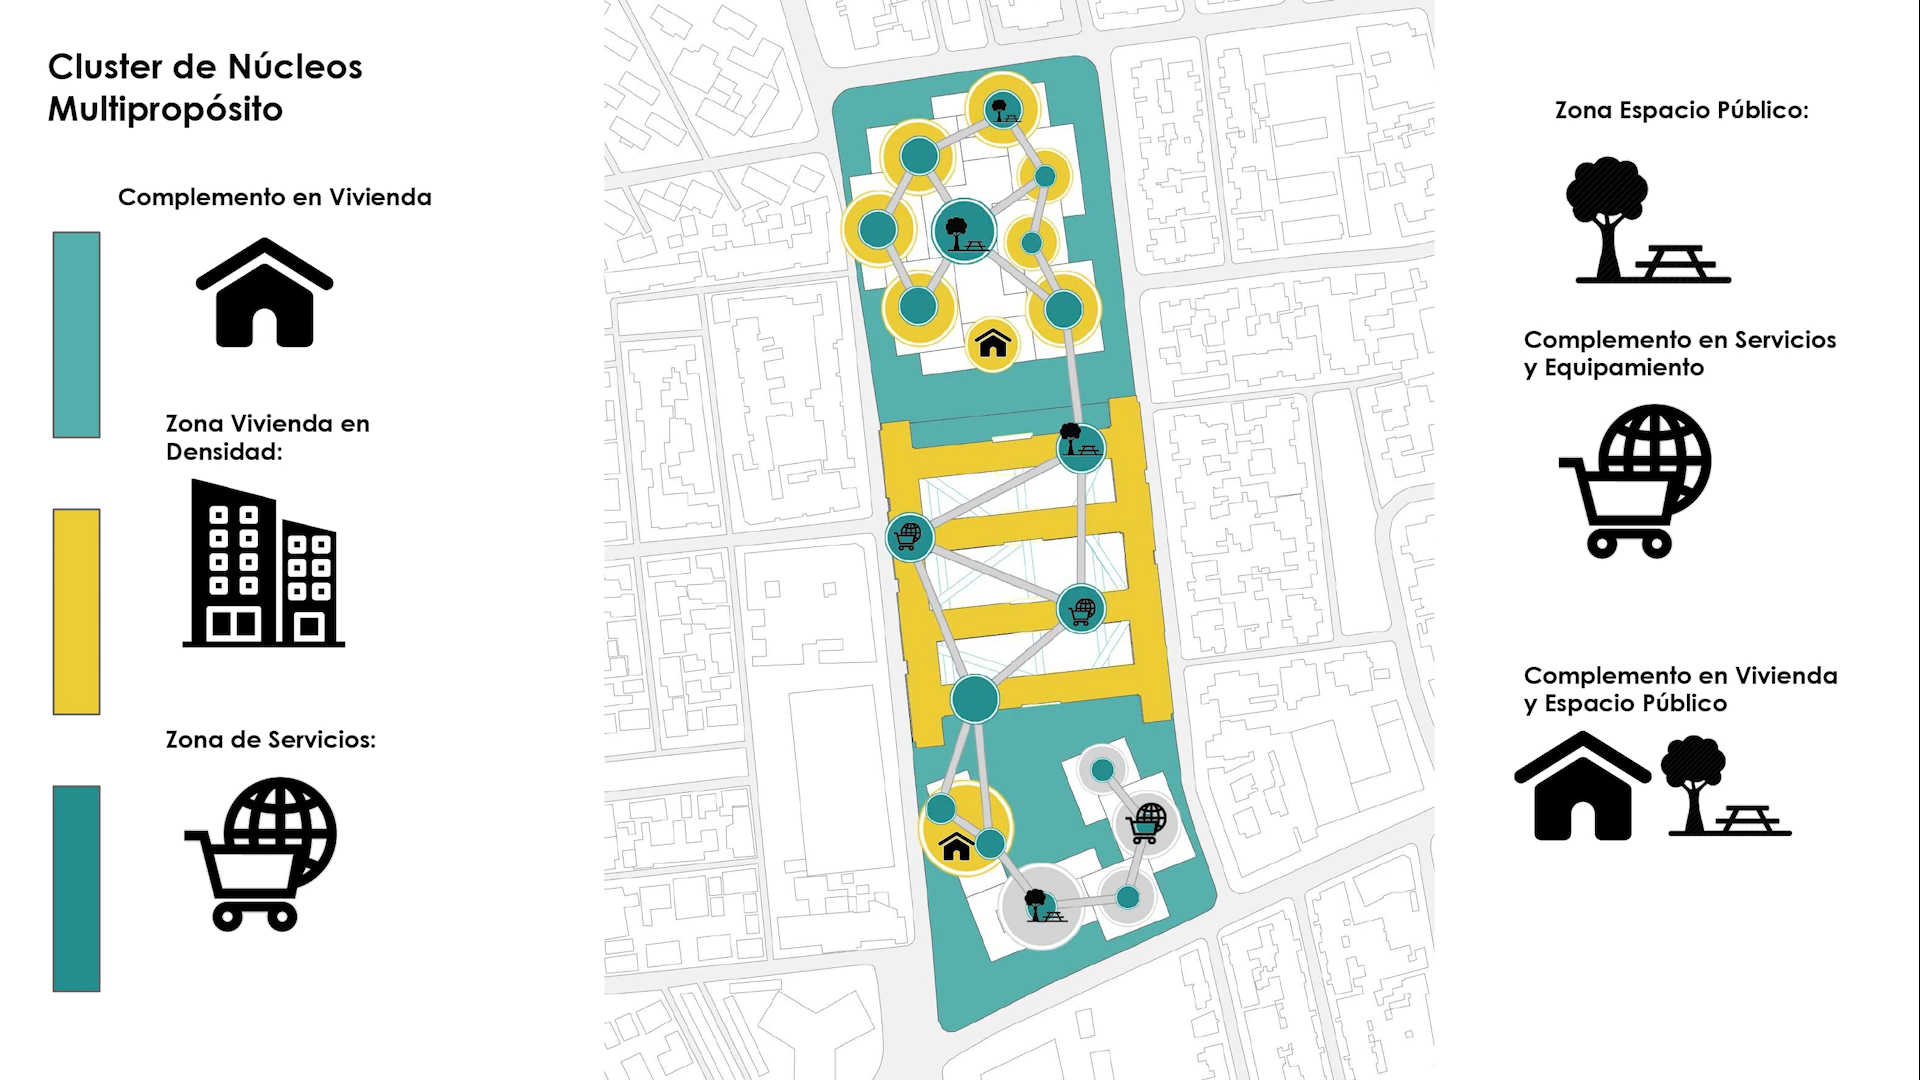 Cluster de Núcleos
Multipropósito
Complemento en Vivienda
Zona Vivienda en
Densidad:
Zona de Servicios:
Zona Espacio Público:
Complemento en Servicios
y Equipamiento
Complemento en Vivienda
y Espacio Público